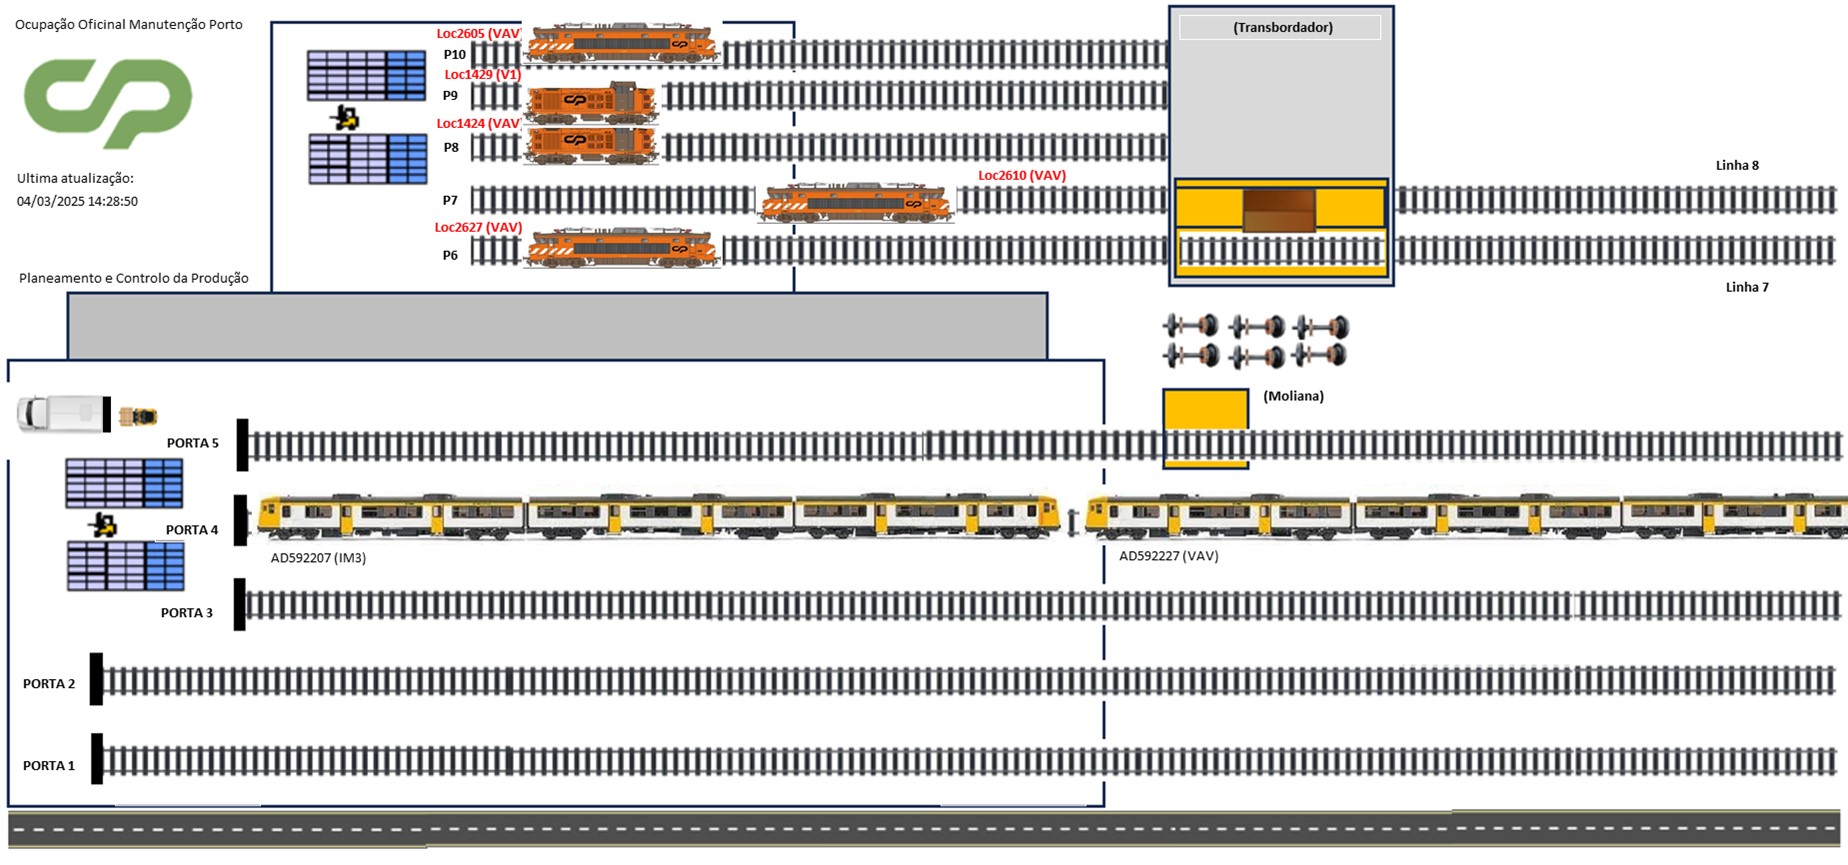 Ocupação Oficinal Manutenção Porto
Loc2605 (VAV)
P10
(Transbordador)
Loc1429 (V1)
P9
Loc1424 (VAV)
P8
Ultima atualização:
04/03/2025 14:28:50
Loc2610 (VAV)
Linha 8
P7
Loc2627 (VAV)
P6
Planeamento e Controlo da Produção
Linha 7
(Moliana)
PORTA 5
PORTA 4
AD592207 (IM3)
AD592227 (VAV)
PORTA 3
PORTA 2
PORTA 1